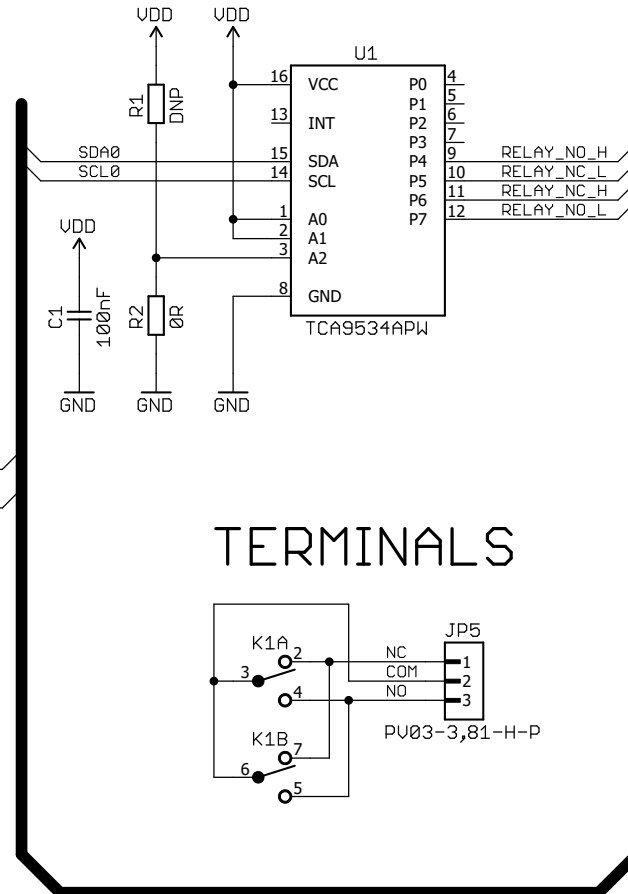 VDD VDD
U1
R1 DNP
16 VCC P0 4
P1 5
13 INT P2 6
P3 7
SDA0 15 SDA P4 9 RELAY_NO_H
SCL0 14 SCL P5 10 RELAY_NC_L
P6 11 RELAY_NC_H
1 A0 P7 12 RELAY_NO_L
2 A1
3 A2
VDD
8 GND
C1 100nF R2 0R
TCA9534APW
GND GND GND
TERMINALS
K1A 2 NC JP5
3 COM 1
4 NO 2
3
PV03-3,81-H-P
K1B 7
6
5